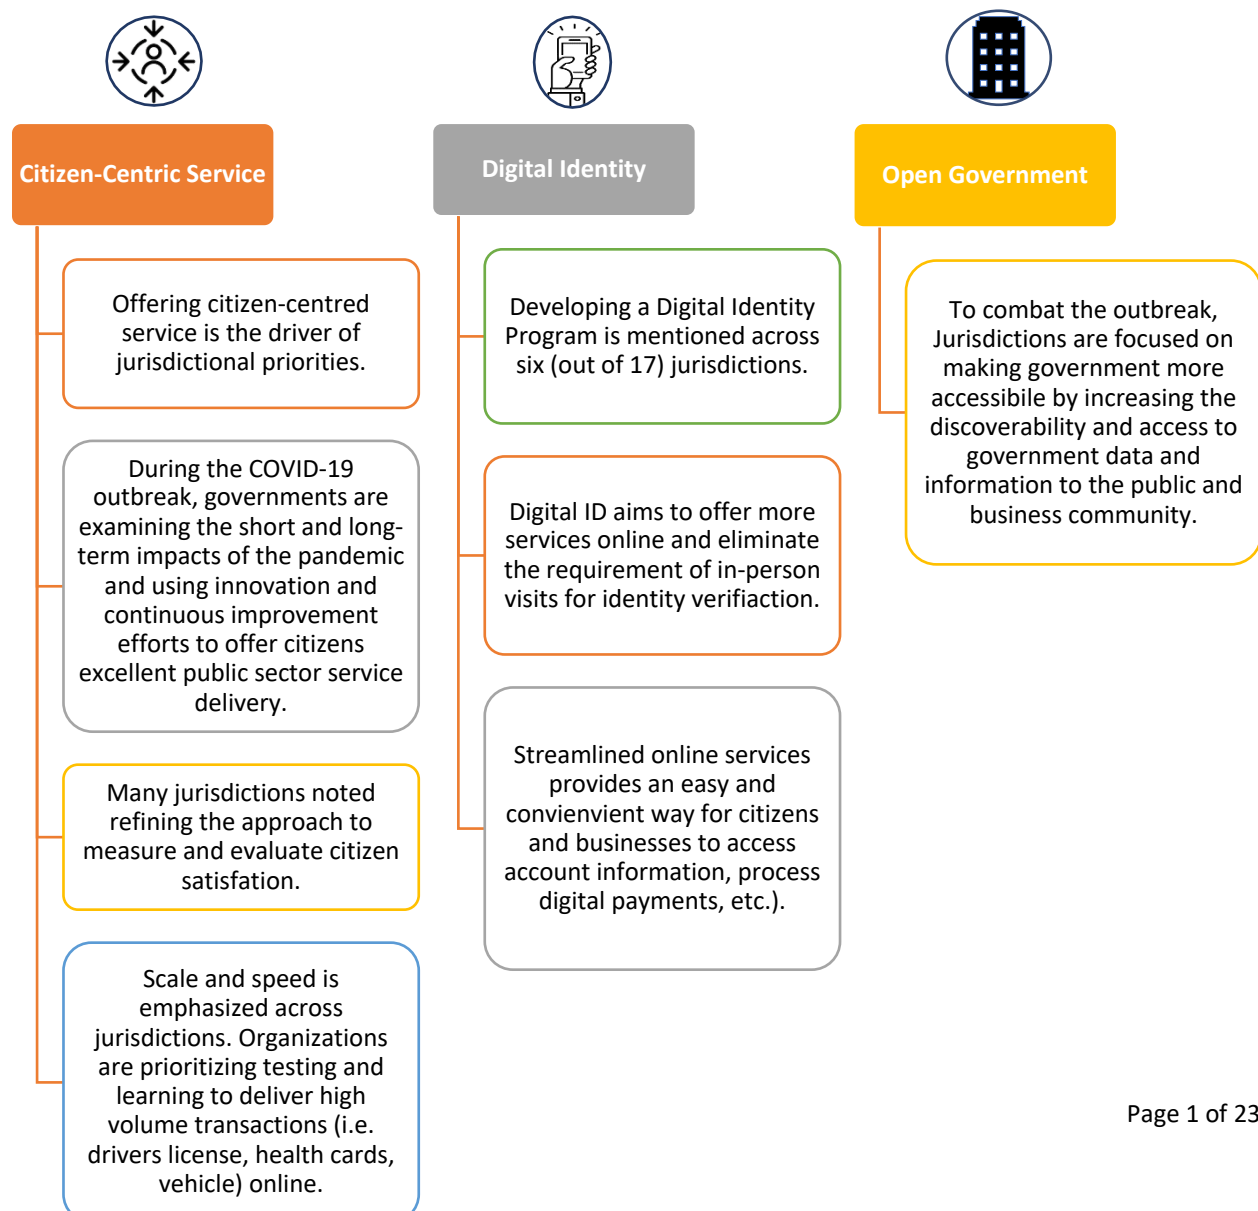 Citizen-Centric Service
Offering citizen-centred
service is the driver of
jurisdictional priorities.
During the COVID-19
outbreak, governments are
examining the short and long-
term impacts of the pandemic
and using innovation and
continuous improvement
efforts to offer citizens
excellent public sector service
delivery.
Many jurisdictions noted
refining the approach to
measure and evaluate citizen
satisfation.
Scale and speed is
emphasized across
jurisdictions. Organizations
are prioritizing testing and
learning to deliver high
volume transactions (i.e.
drivers license, health cards,
vehicle) online.
Digital Identity
Developing a Digital Identity
Program is mentioned across
six (out of 17) jurisdictions.
Digital ID aims to offer more
services online and eliminate
the requirement of in-person
visits for identity verifiaction.
Streamlined online services
provides an easy and
convienvient way for citizens
and businesses to access
account information, process
digital payments, etc.).
Open Government
To combat the outbreak,
Jurisdictions are focused on
making government more
accessibile by increasing the
discoverability and access to
government data and
information to the public and
business community.
Page 1 of 23